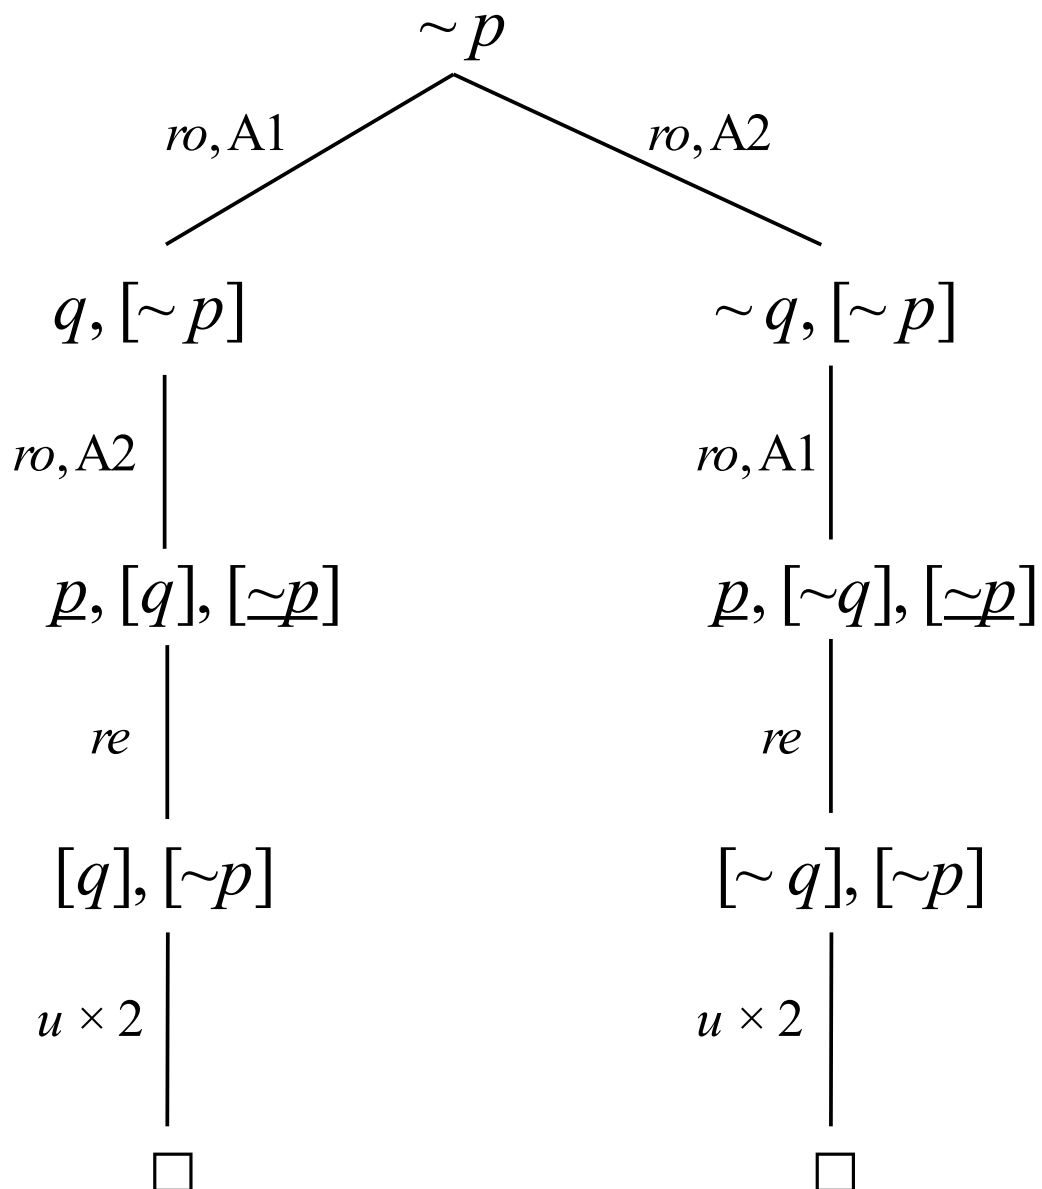 ~ p
ro, A1 ro, A2
q, [~ p] ~ q, [~ p]
ro, A2 ro, A1
p, [q], [~p] p, [~q], [~p]
re re
[q], [~p] [~ q], [~p]
u × 2 u × 2
□ □